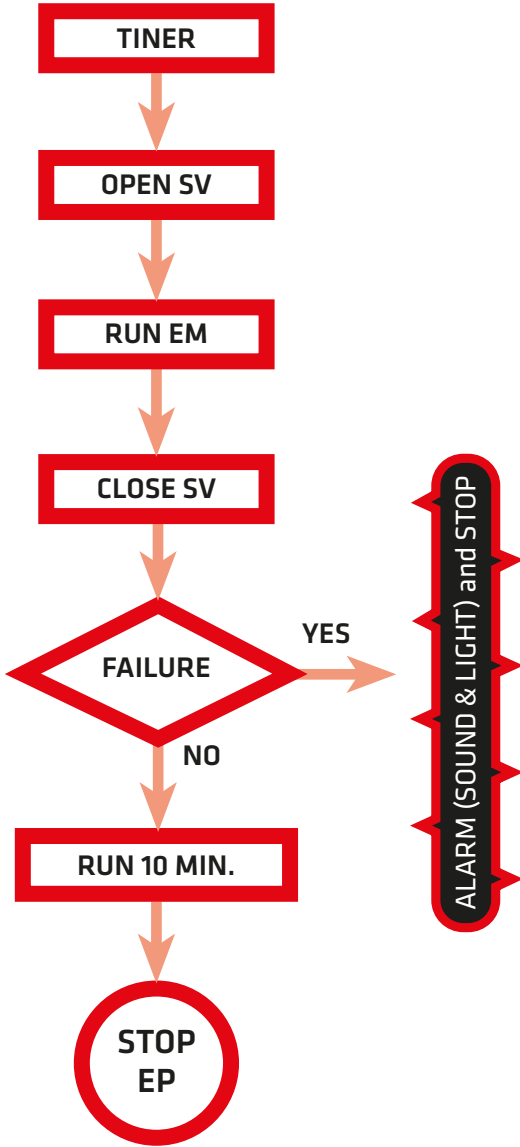 TINER
OPEN SV
RUN EM
CLOSE SV
FAILURE
YES
NO
RUN 10 MIN.
STOP
EP
ALARM (SOUND & LIGHT) and STOP